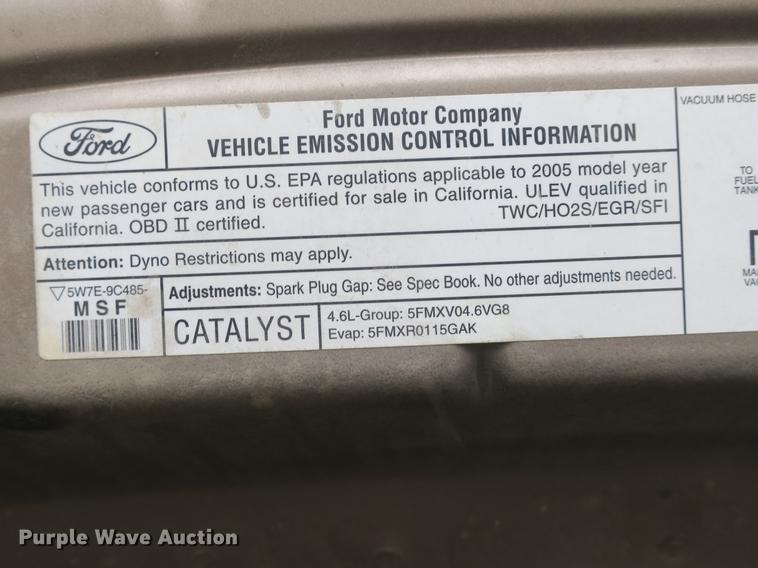 Ford
Ford Motor Company
VEHICLE EMISSION CONTROL INFORMATION
This vehicle conforms to U.S. EPA regulations applicable to 2005 model year
new passenger cars and is certified for sale in California. ULEV qualified in
California. OBD II certified.
TWC/HO2S/EGR/SFI
Attention: Dyno Restrictions may apply.
5W7E-9C485-
MSF
Adjustments: Spark Plug Gap: See Spec Book. No other adjustments needed.
CATALYST
4.6L-Group: 5FMXV04.6VG8
Evap: 5FMXR0115GAK
VACUUM HOSE
TO
FUEL
TANK
Purple Wave Auction